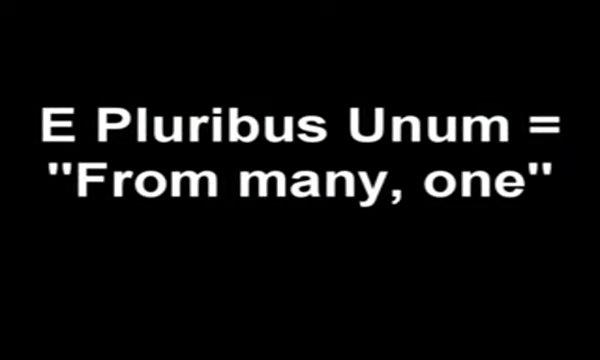 E Pluribus Unum =
"From many, one"